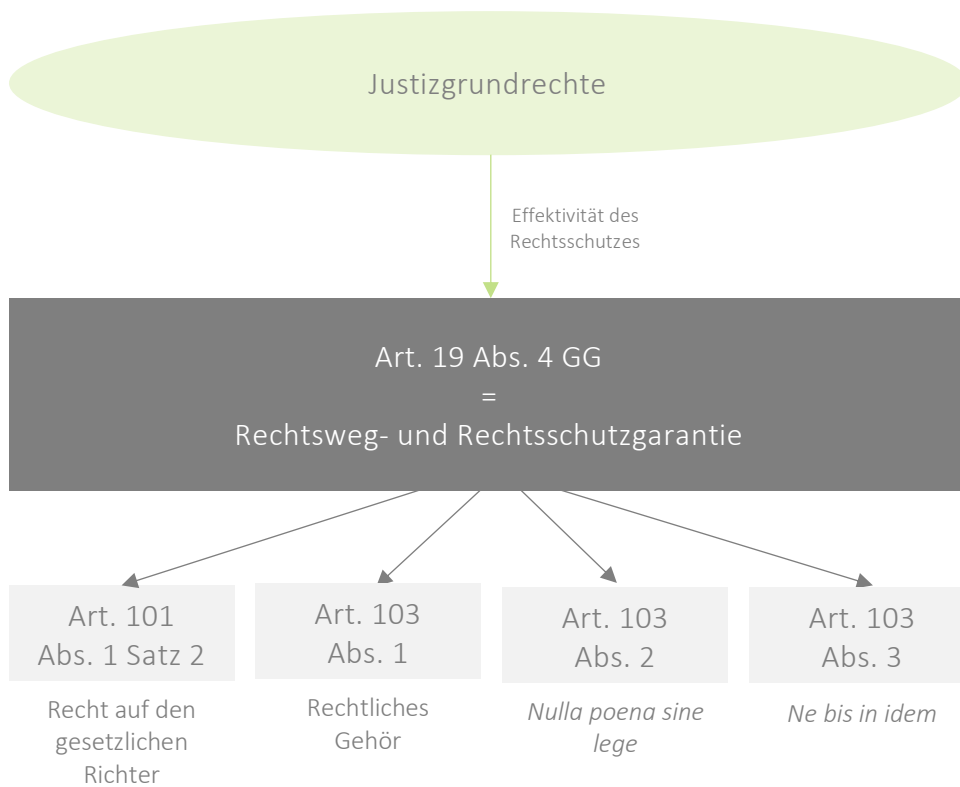 Justizgrundrechte
Effektivität des
Rechtsschutzes
Art. 19 Abs. 4 GG
=
Rechtsweg- und Rechtsschutzgarantie
Art. 101
Abs. 1 Satz 2
Recht auf den
gesetzlichen
Richter
Art. 103
Abs. 1
Rechtliches
Gehör
Art. 103
Abs. 2
Nulla poena sine
lege
Art. 103
Abs. 3
Ne bis in idem